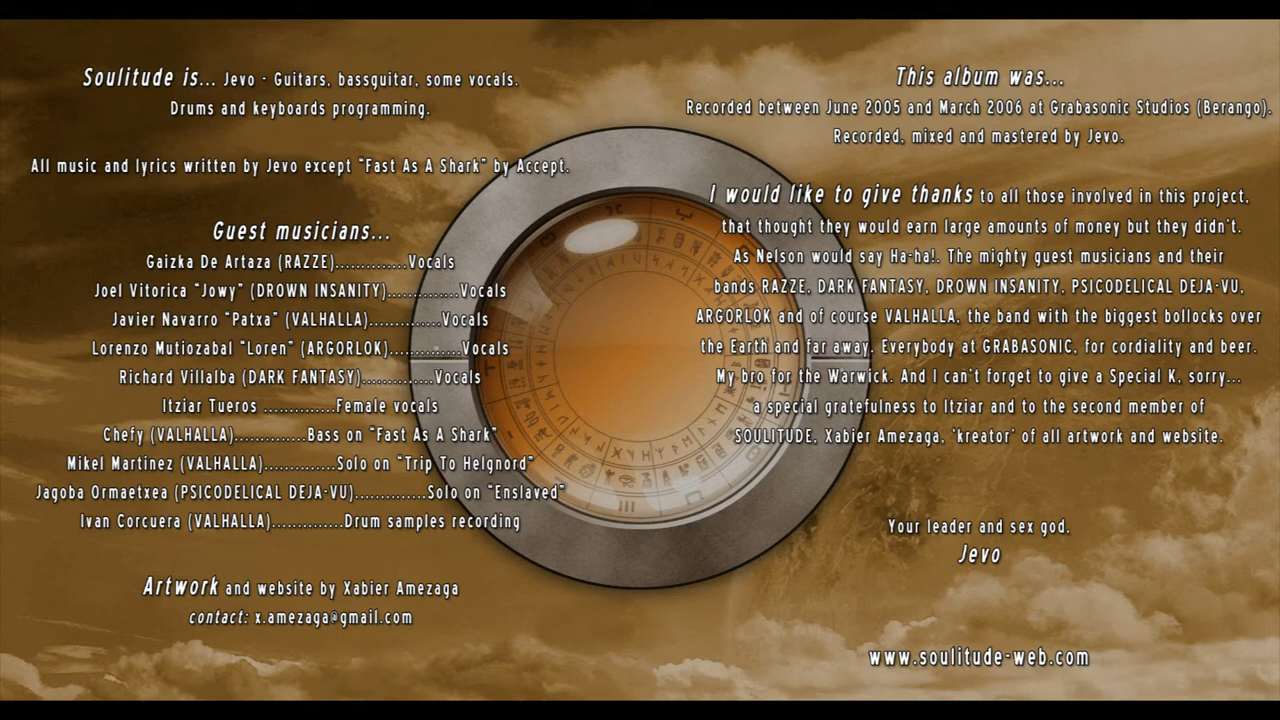 Soulitude is... Jevo - Guitars, bassguitar, some vocals.
Drums and keyboards programming.
All music and lyrics written by Jevo except "Fast As A Shark" by Accept.
Guest musicians...
Gaizka De Artaza (RAZZE).............Vocals
Joel Vitorica "Jowy" (DROWN INSANITY).............Vocals
Javier Navarro "Patxa" (VALHALLA).............Vocals
Lorenzo Mutiozabal "Loren" (ARGORLOK).............Vocals
Richard Villalba (DARK FANTASY).............Vocals
Itziar Tueros .............Female vocals
Chefy (VALHALLA).............Bass on "Fast As A Shark"
Mikel Martinez (VALHALLA).............Solo on "Trip To Helgnord"
Jagoba Ormaetxea (PSICODELICAL DEJA-VU).............Solo on "Enslaved"
Ivan Corcuera (VALHALLA).............Drum samples recording
Artwork and website by Xabier Amezaga
contact: x.amezaga@gmail.com
This album was...
Recorded between June 2005 and March 2006 at Grabasonic Studios (Berango).
Recorded, mixed and mastered by Jevo.
I would like to give thanks to all those involved in this project,
that thought they would earn large amounts of money but they didn't.
As Nelson would say Ha-ha!. The mighty guest musicians and their
bands RAZZE, DARK FANTASY, DROWN INSANITY, PSICODELICAL DEJA-VU,
ARGORLOK and of course VALHALLA, the band with the biggest bollocks over
the Earth and far away. Everybody at GRABASONIC, for cordiality and beer.
My bro for the Warwick. And I can't forget to give a Special K, sorry...
a special gratefulness to Itziar and to the second member of
SOULITUDE, Xabier Amezaga, 'kreator' of all artwork and website.
Your leader and sex god.
Jevo
www.soulitude-web.com